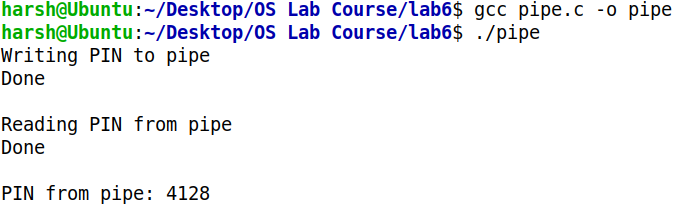 harsh@Ubuntu:~/Desktop/OS Lab Course/lab6$ gcc pipe.c -o pipe
harsh@Ubuntu:~/Desktop/OS Lab Course/lab6$ ./pipe
Writing PIN to pipe
Done
Reading PIN from pipe
Done
PIN from pipe: 4128